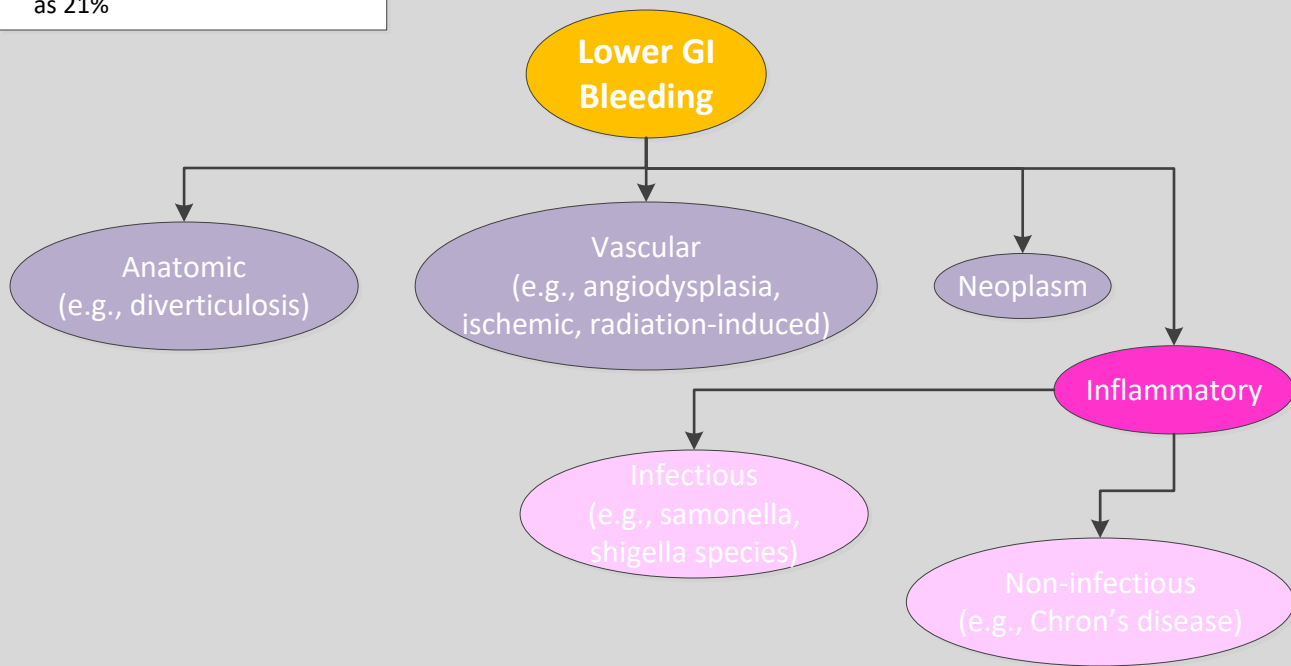 as 21%
Lower GI
Bleeding
Anatomic
(e.g., diverticulosis)
Vascular
(e.g., angiodysplasia,
ischemic, radiation-induced)
Neoplasm
Inflammatory
Infectious
(e.g., samonella,
shigella species)
Non-infectious
(e.g., Chron’s disease)